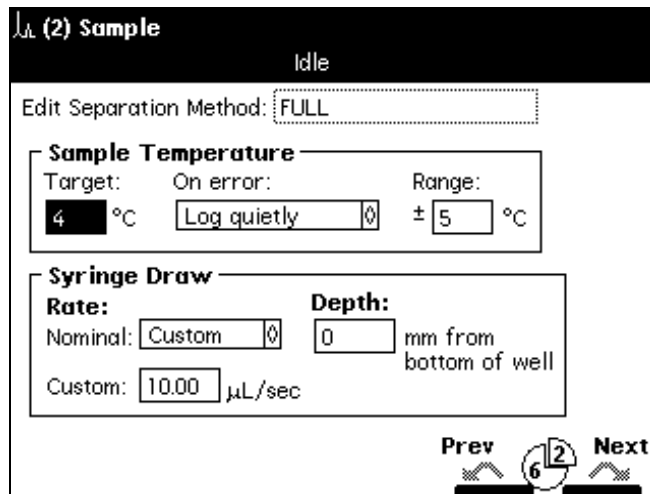 (2) Sample
Idle
Edit Separation Method: FULL
Sample Temperature
Target: On error: Range:
4 °C Log quietly ± 5 °C
Syringe Draw
Rate: Depth:
Nominal: Custom 0 mm from
bottom of well
Custom: 10.00 µL/sec
Prev 6 2 Next